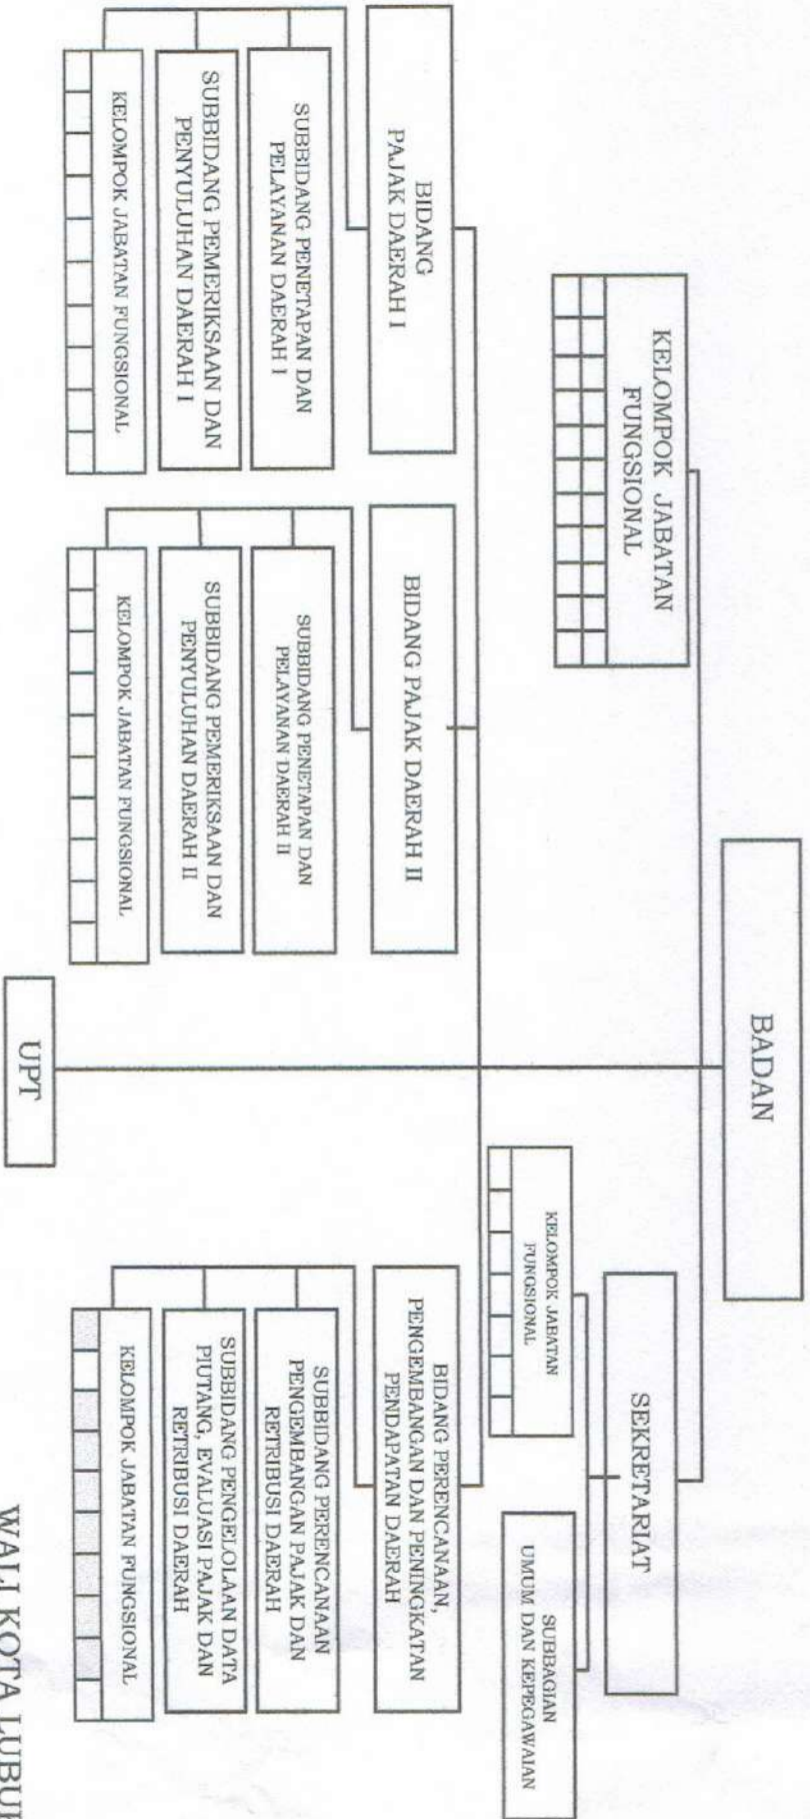 BADAN
KELOMPOK JABATAN
FUNGSIONAL
SEKRETARIAT
KELOMPOK JABATAN
FUNGSIONAL
SUBBAGIAN
UMUM DAN KEPEGAWAIAN
BIDANG
PAJAK DAERAH I
SUBBIDANG PENETAPAN DAN
PELAYANAN DAERAH I
SUBBIDANG PEMERIKSAAN DAN
PENYULUHAN DAERAH I
KELOMPOK JABATAN FUNGSIONAL
BIDANG PAJAK DAERAH II
SUBBIDANG PENETAPAN DAN
PELAYANAN DAERAH II
SUBBIDANG PEMERIKSAAN DAN
PENYULUHAN DAERAH II
KELOMPOK JABATAN FUNGSIONAL
BIDANG PERENCANAAN,
PENGEMBANGAN DAN PENINGKATAN
PENDAPATAN DAERAH
SUBBIDANG PERENCANAAN
PENGEMBANGAN PAJAK DAN
RETRIBUSI DAERAH
SUBBIDANG PENGELOLAAN DATA
PIUTANG, EVALUASI PAJAK DAN
RETRIBUSI DAERAH
KELOMPOK JABATAN FUNGSIONAL
UPT
WALI KOTA LUBUK